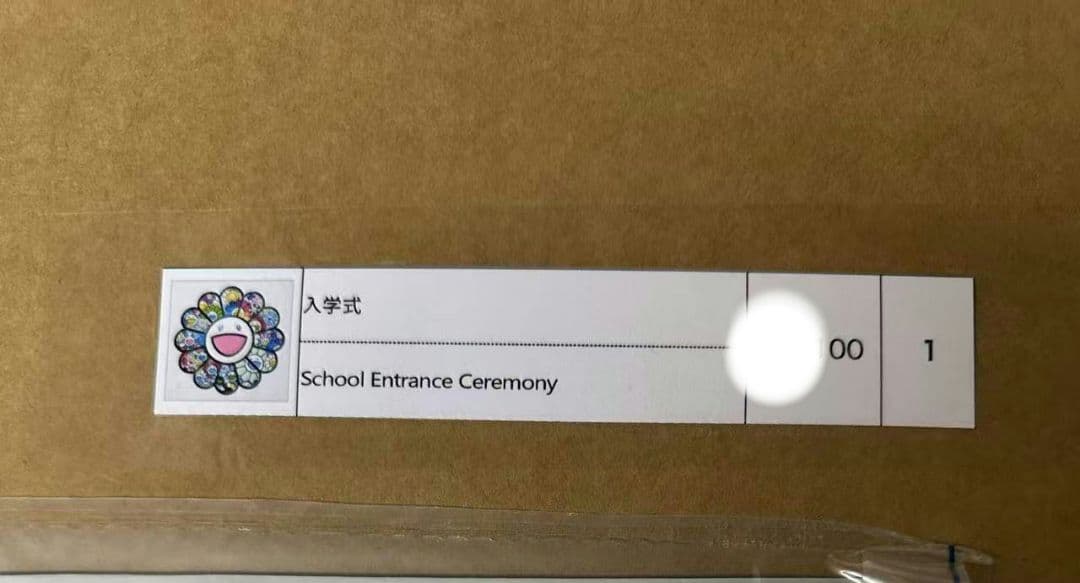 入学式
School Entrance Ceremony
00
1